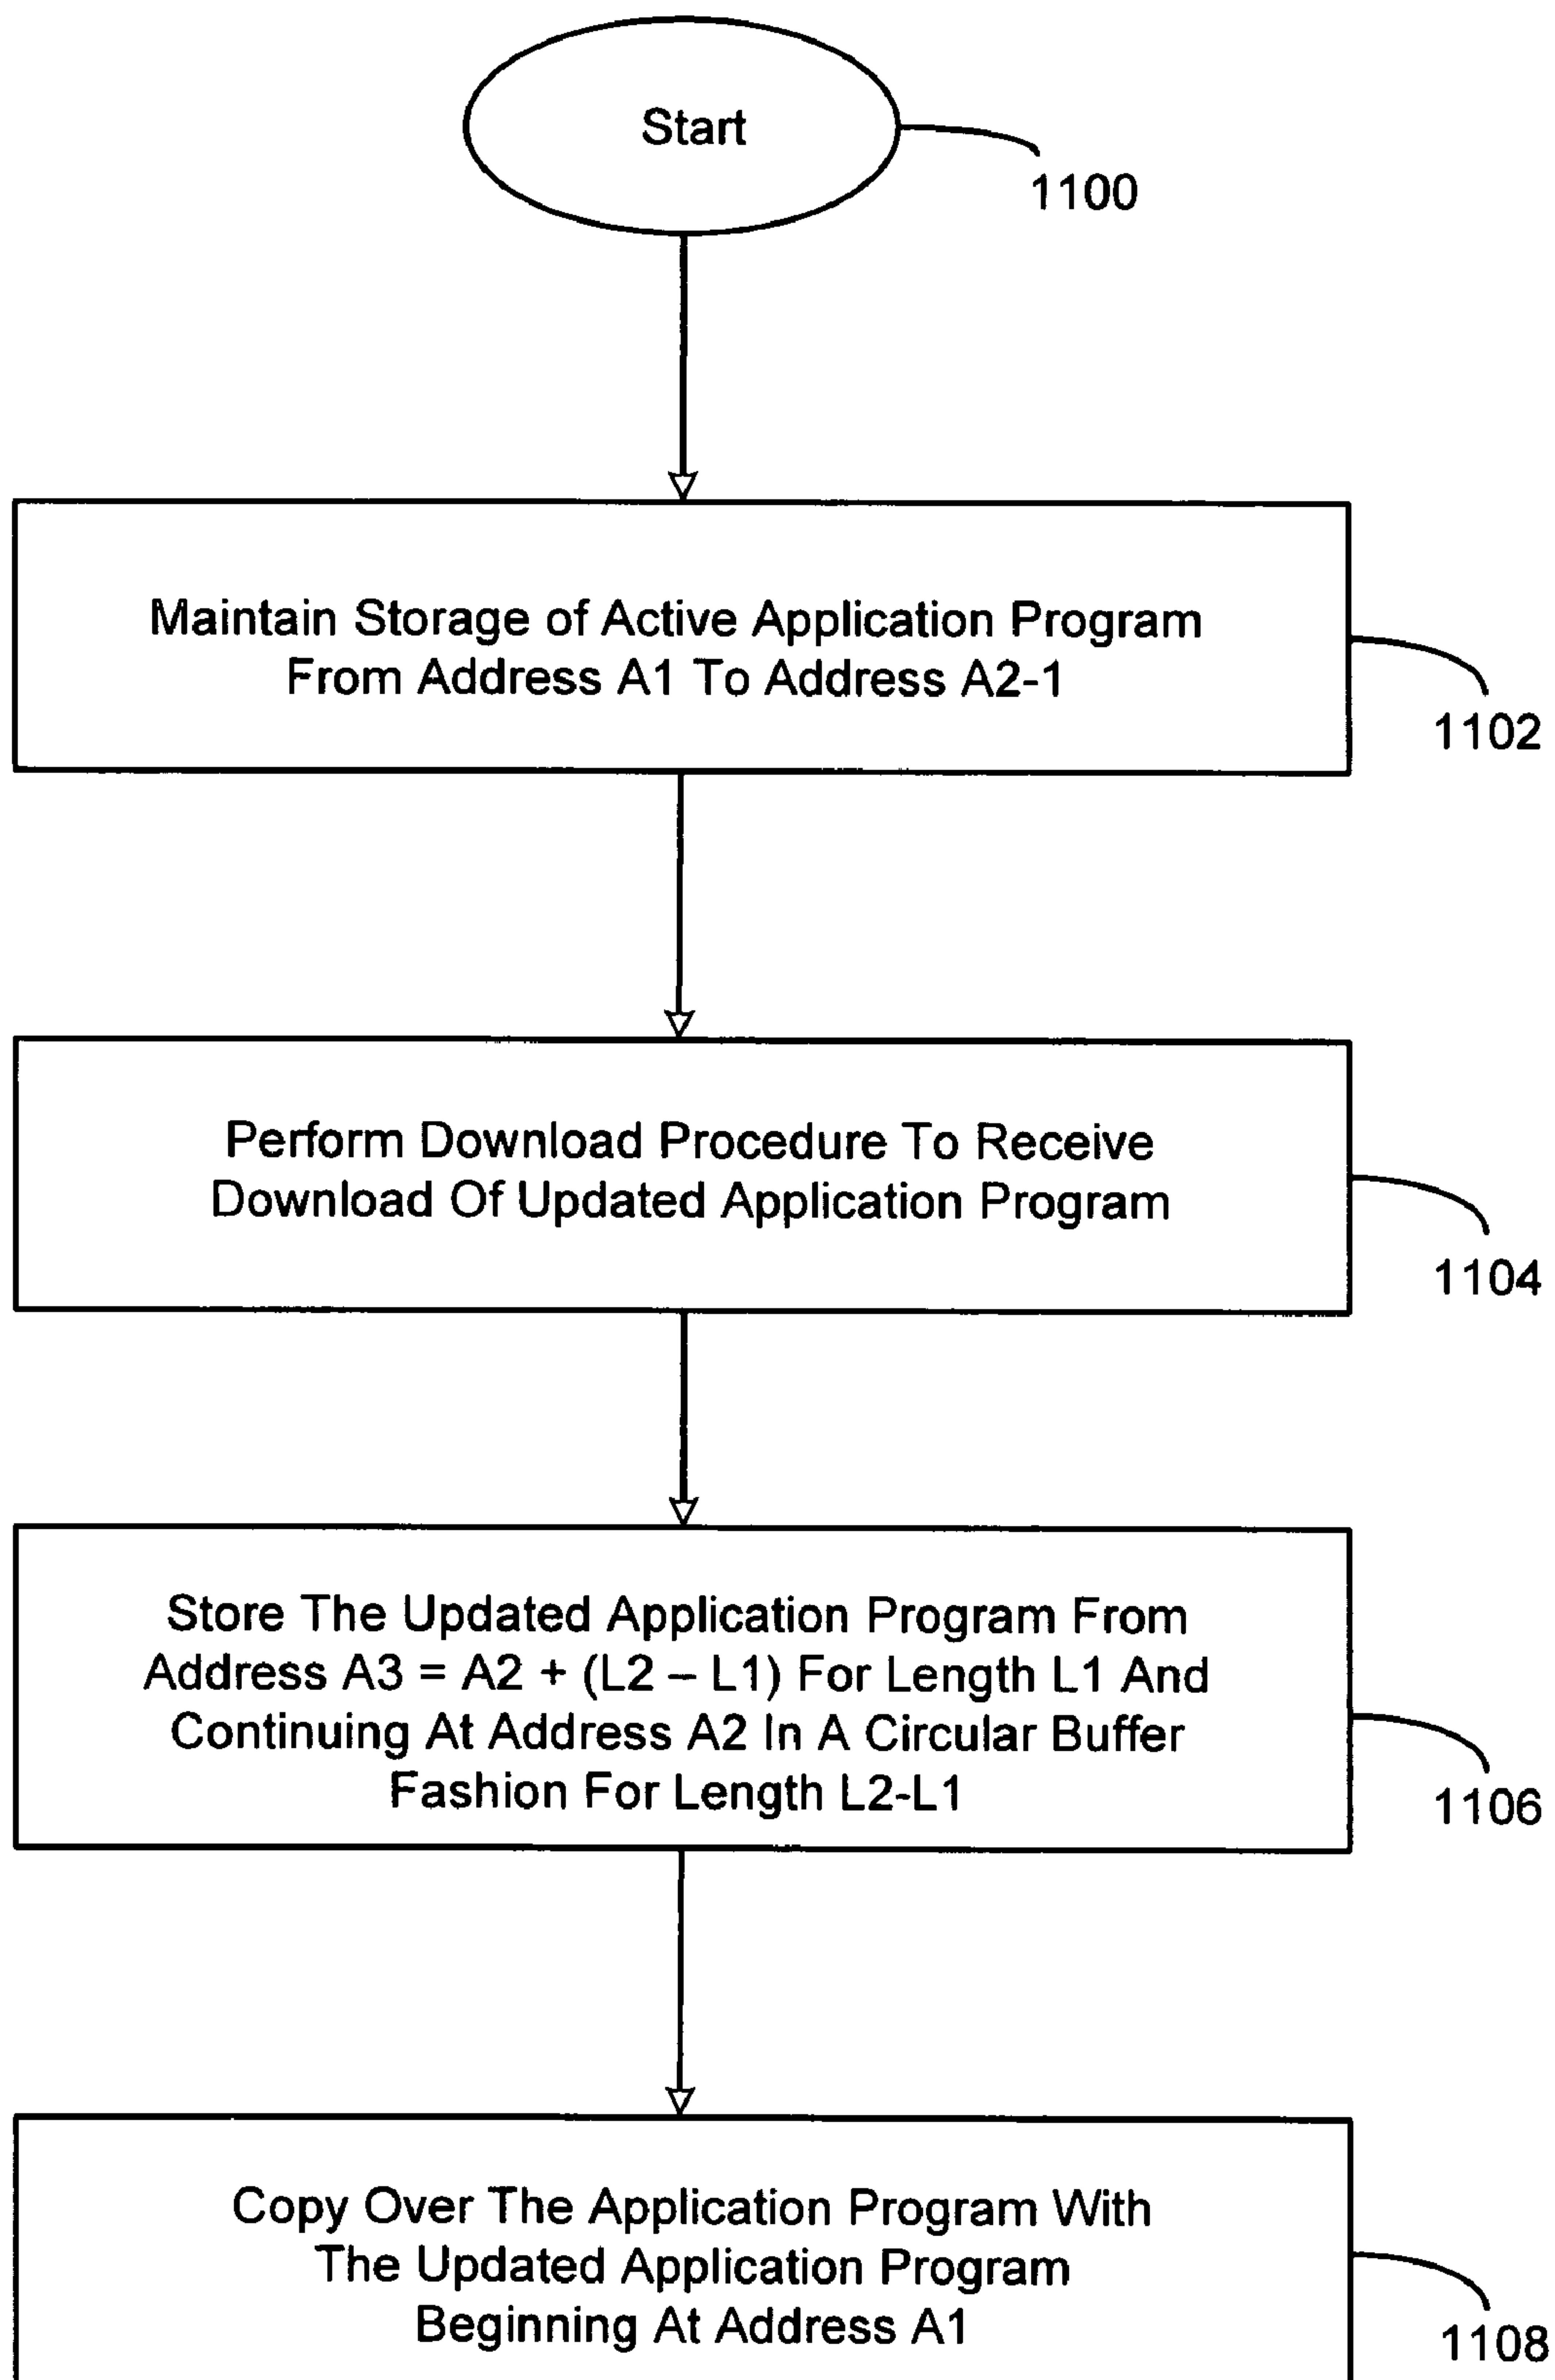 Start
1100
Maintain Storage of Active Application Program
From Address A1 To Address A2-1
1102
Perform Download Procedure To Receive
Download Of Updated Application Program
1104
Store The Updated Application Program From
Address A3 = A2 + (L2 – L1) For Length L1 And
Continuing At Address A2 In A Circular Buffer
Fashion For Length L2-L1
1106
Copy Over The Application Program With
The Updated Application Program
Beginning At Address A1
1108